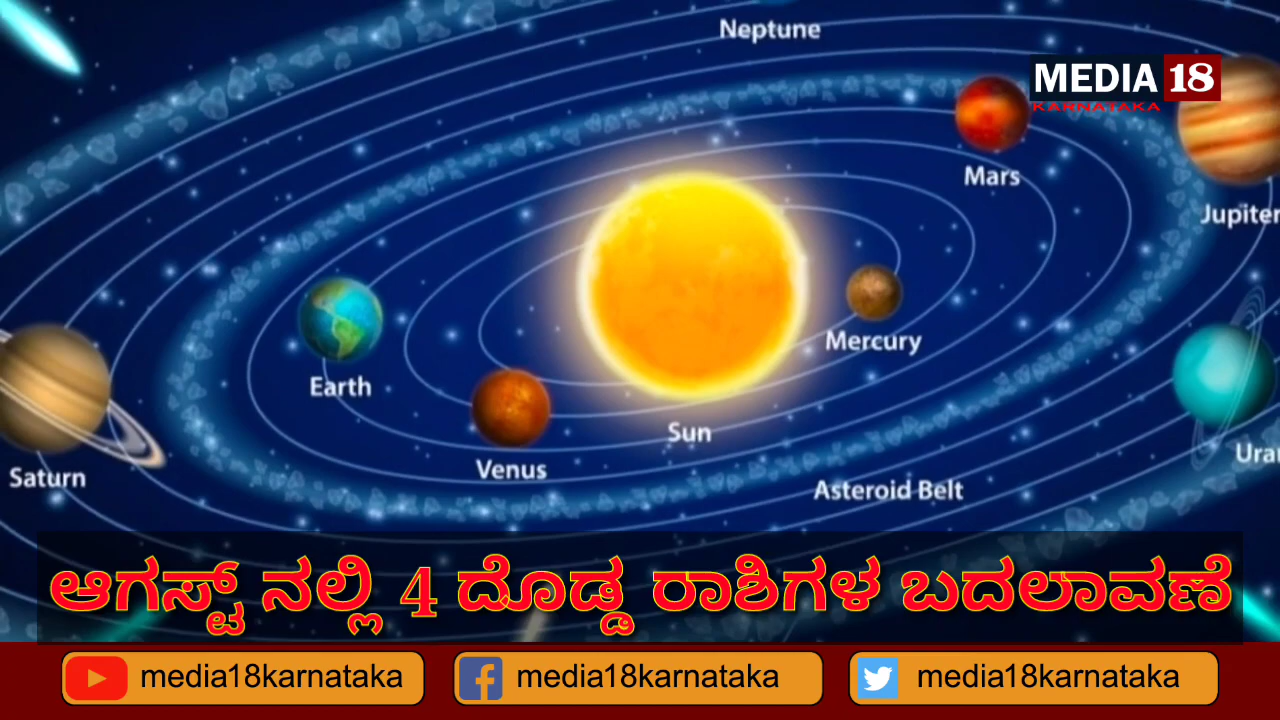 Neptune
MEDIA 18
KARNATAKA
Mars
Jupiter
Earth
Mercury
Venus
Sun
Saturn
Asteroid Belt
ಆಗಸ್ಟ್ ನಲ್ಲಿ 4 ದೊಡ್ಡ ರಾಶಿಗಳ ಬದಲಾವಣೆ
media18karnataka
media18karnataka
media18karnataka